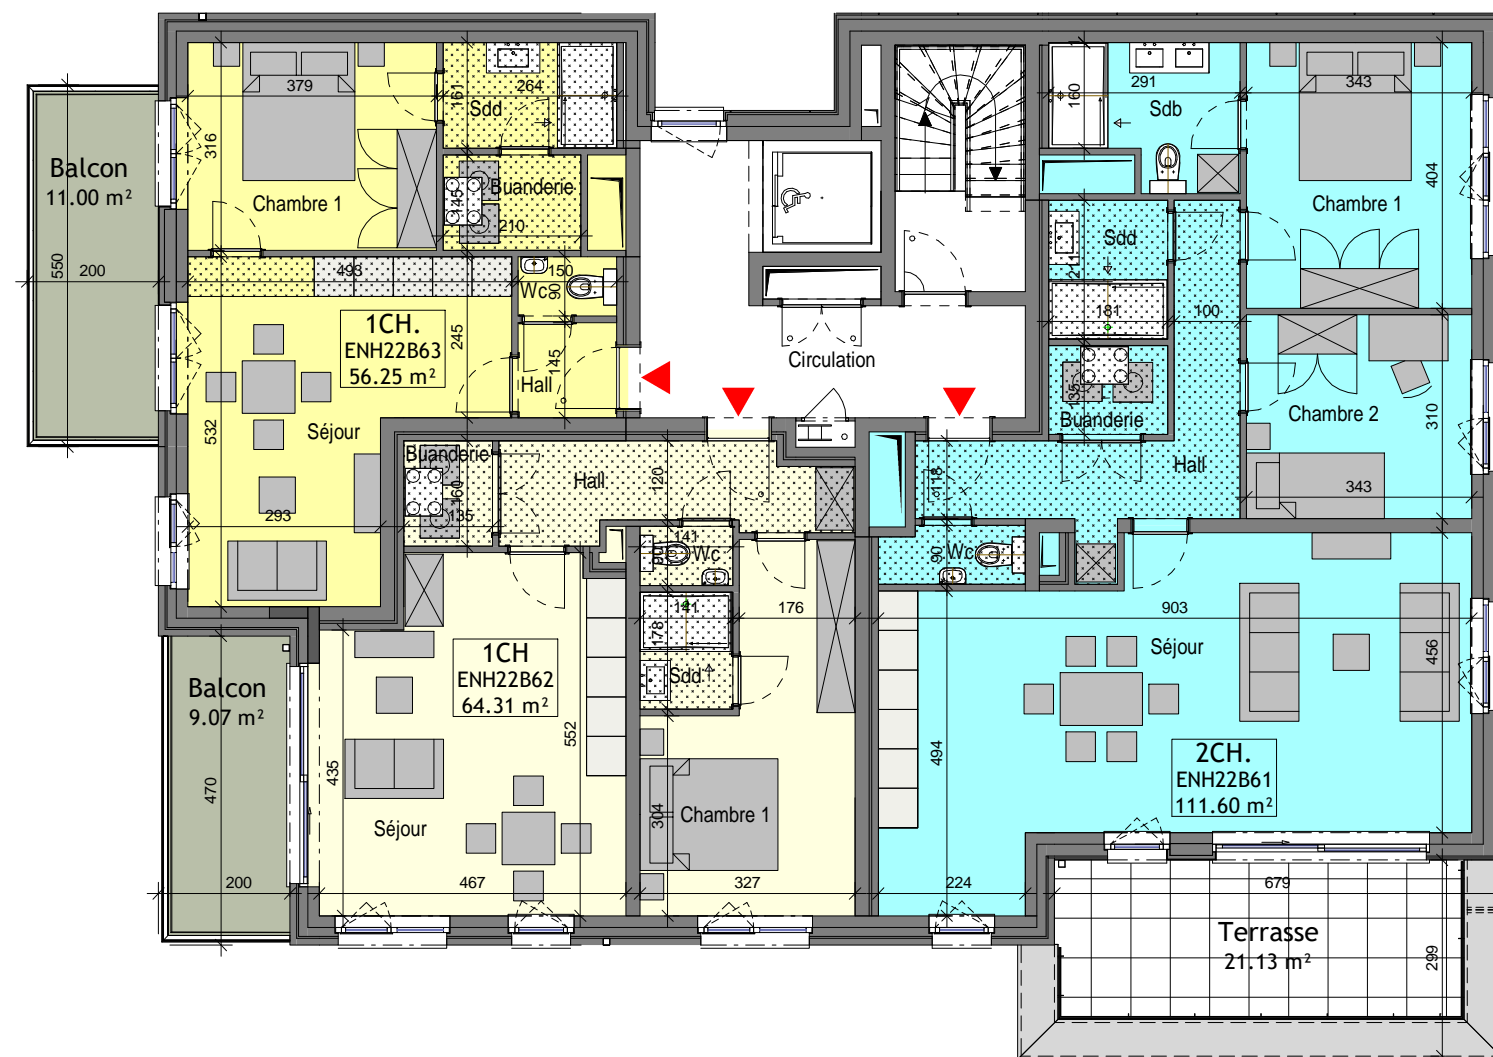 379
161
264
Sdd
316
Balcon
11.00 m²
Chambre 1
145
Buanderie
210
550
200
493
150
90
Wc
1CH.
ENH22B63
56.25 m²
245
145
Hall
532
Séjour
293
Circulation
160
291
Sdb
343
404
Chambre 1
Sdd
181
100
135
Buanderie
Chambre 2
310
343
Hall
118
90
Wc
Buanderie
160
135
Hall
120
141
90
Wc
141
178
Sdd
176
1CH
ENH22B62
64.31 m²
Balcon
9.07 m²
470
200
435
552
Séjour
467
304
Chambre 1
327
903
Séjour
456
494
2CH.
ENH22B61
111.60 m²
224
679
Terrasse
21.13 m²
299